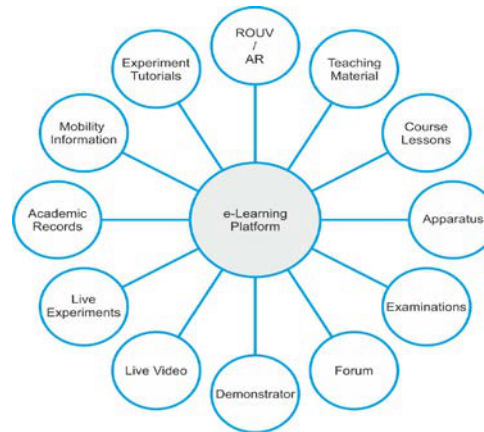 ROUV
/
AR
Teaching
Material
Course
Lessons
Apparatus
Examinations
Forum
Demonstrator
Live Video
Live
Experiments
Academic
Records
Mobility
Information
Experiment
Tutorials
e-Learning
Platform